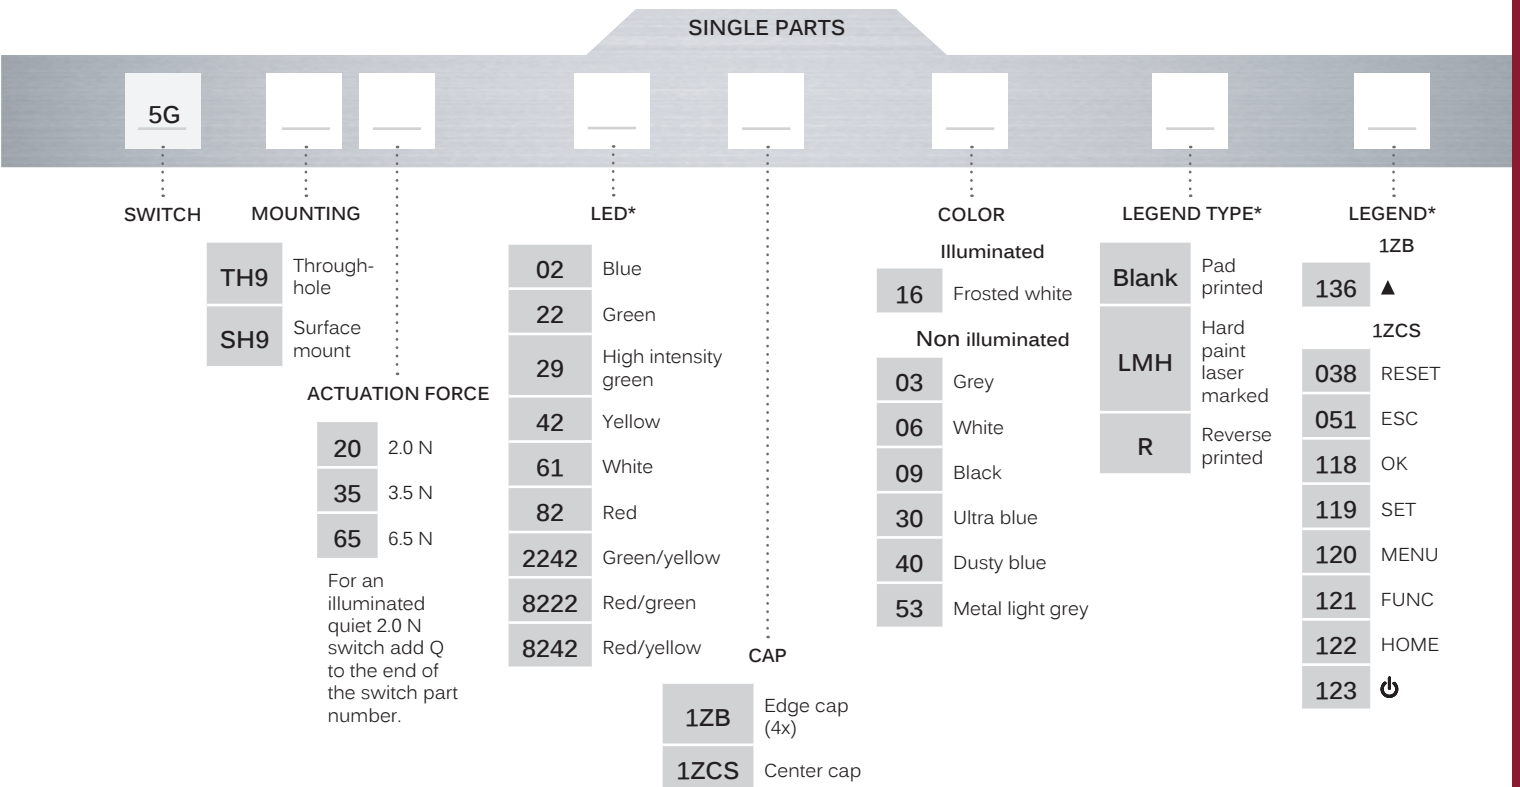 SINGLE PARTS
5G
SWITCH
MOUNTING
TH9 Through-
hole
SH9 Surface
mount
ACTUATION FORCE
20 2.0 N
35 3.5 N
65 6.5 N
For an
illuminated
quiet 2.0 N
switch add Q
to the end of
the switch part
number.
LED*
02 Blue
22 Green
29 High intensity
green
42 Yellow
61 White
82 Red
2242 Green/yellow
8222 Red/green
8242 Red/yellow
CAP
1ZB Edge cap
(4x)
1ZCS Center cap
COLOR
Illuminated
16 Frosted white
Non illuminated
03 Grey
06 White
09 Black
30 Ultra blue
40 Dusty blue
53 Metal light grey
LEGEND TYPE*
Blank Pad
printed
LMH Hard
paint
laser
marked
R Reverse
printed
LEGEND*
1ZB
136 ▲
1ZCS
038 RESET
051 ESC
118 OK
119 SET
120 MENU
121 FUNC
122 HOME
123 ⏻